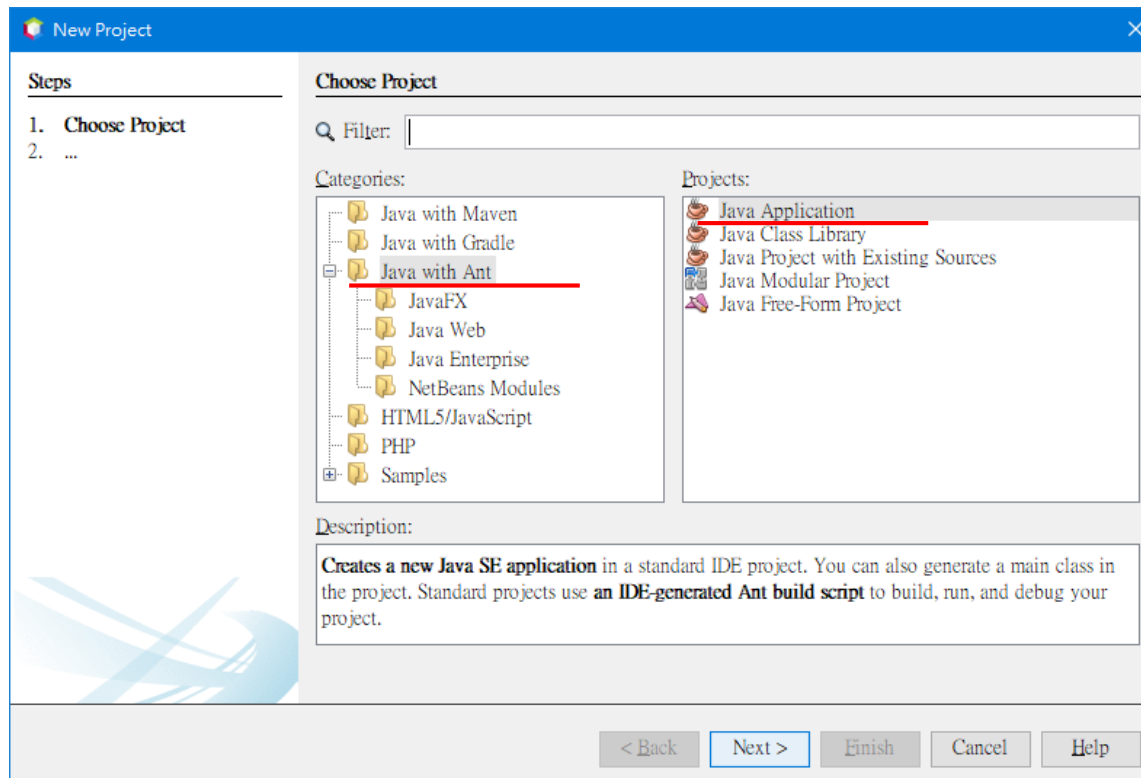 New Project
Steps
1. Choose Project
2. ...
Choose Project
Filter:
Categories:
Java with Maven
Java with Gradle
Java with Ant
JavaFX
Java Web
Java Enterprise
NetBeans Modules
HTML5/JavaScript
PHP
Samples
Projects:
Java Application
Java Class Library
Java Project with Existing Sources
Java Modular Project
Java Free-Form Project
Description:
Creates a new Java SE application in a standard IDE project. You can also generate a main class in
the project. Standard projects use an IDE-generated Ant build script to build, run, and debug your
project.
< Back
Next >
Finish
Cancel
Help